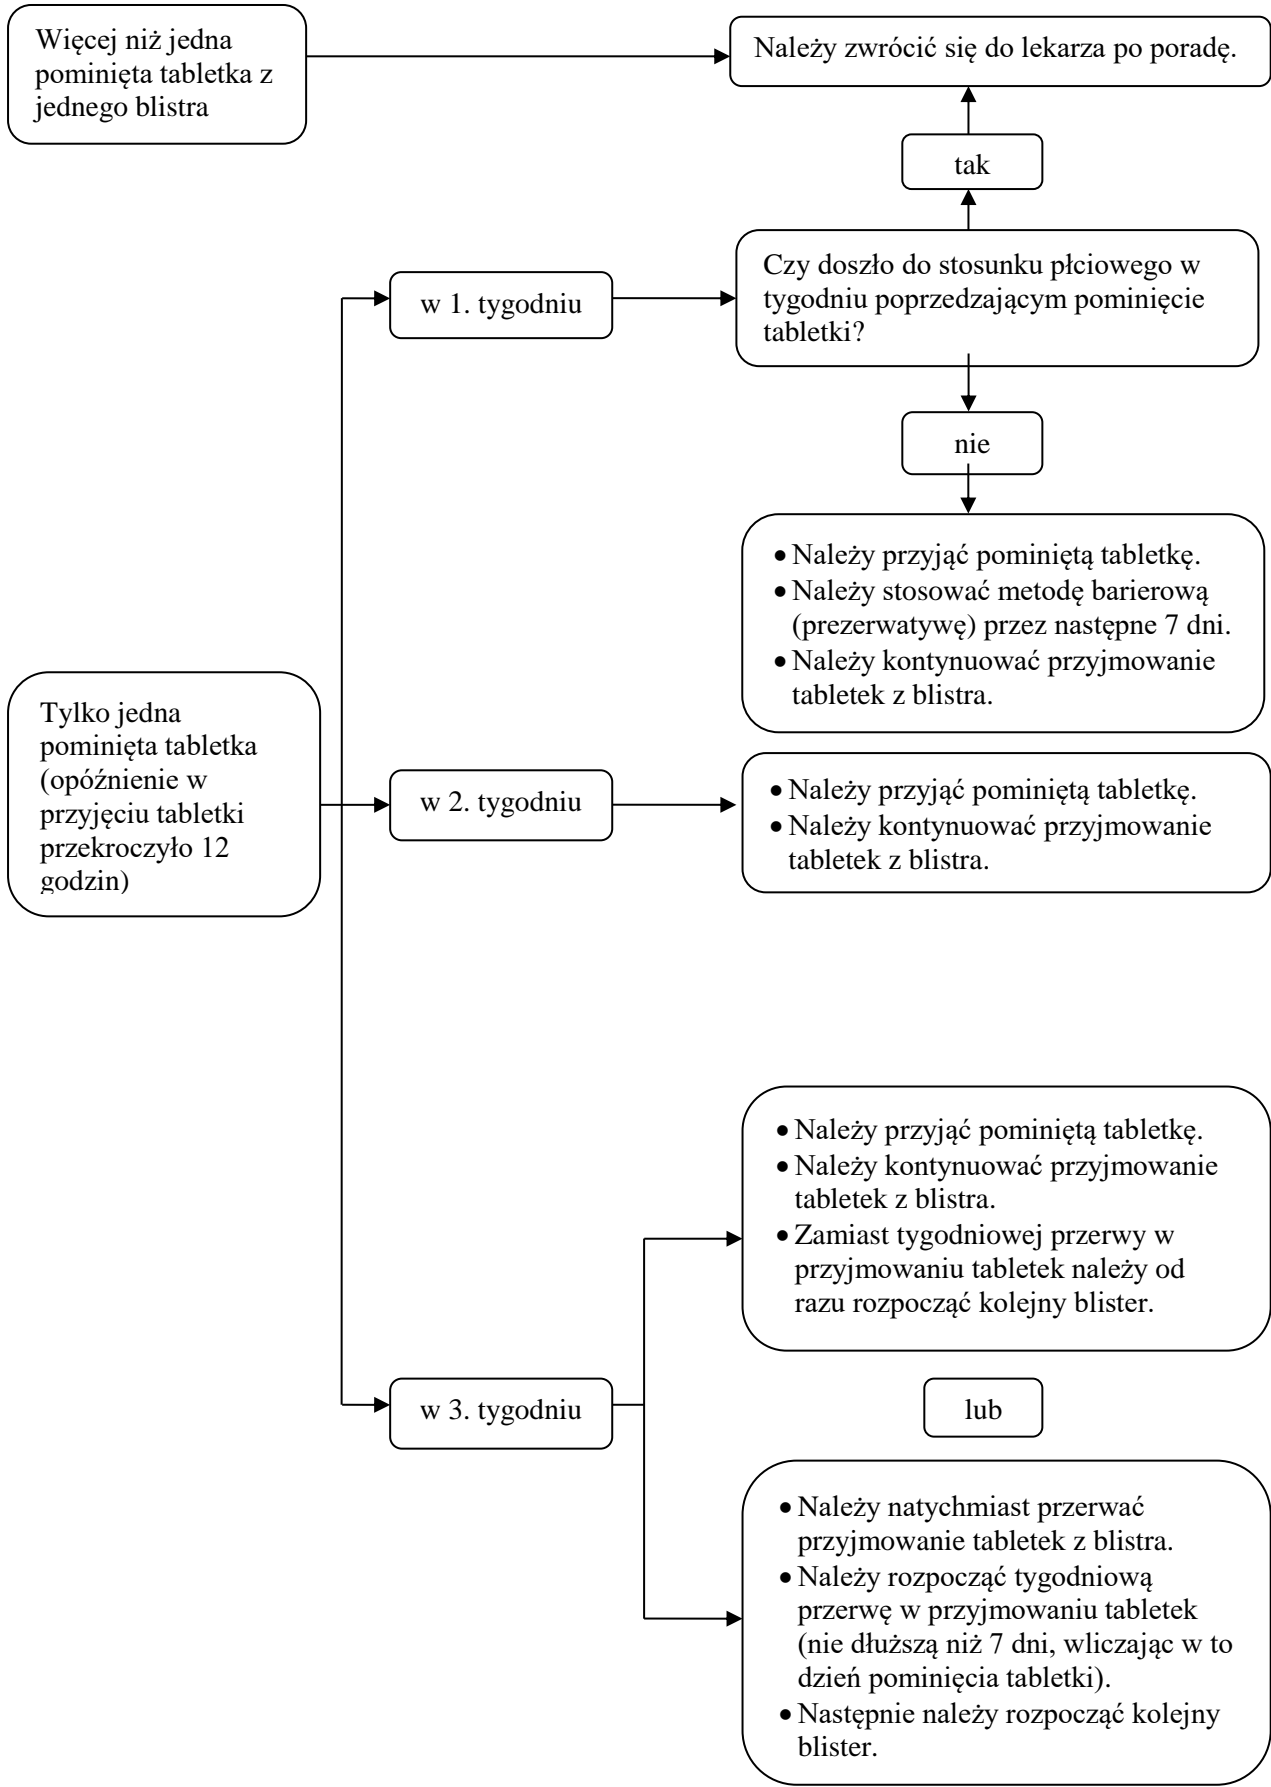 Więcej niż jedna
pominięta tabletka z
jednego blistra
Należy zwrócić się do lekarza po poradę.
tak
Czy doszło do stosunku płciowego w
tygodniu poprzedzającym pominięcie
tabletki?
w 1. tygodniu
nie
• Należy przyjąć pominiętą tabletkę.
• Należy stosować metodę barierową
(prezerwatywę) przez następne 7 dni.
• Należy kontynuować przyjmowanie
tabletek z blistra.
Tylko jedna
pominięta tabletka
(opóźnienie w
przyjęciu tabletki
przekroczyło 12
godzin)
w 2. tygodniu
• Należy przyjąć pominiętą tabletkę.
• Należy kontynuować przyjmowanie
tabletek z blistra.
• Należy przyjąć pominiętą tabletkę.
• Należy kontynuować przyjmowanie
tabletek z blistra.
• Zamiast tygodniowej przerwy w
przyjmowaniu tabletek należy od
razu rozpocząć kolejny blister.
w 3. tygodniu
lub
• Należy natychmiast przerwać
przyjmowanie tabletek z blistra.
• Należy rozpocząć tygodniową
przerwę w przyjmowaniu tabletek
(nie dłuższą niż 7 dni, wliczając w to
dzień pominięcia tabletki).
• Następnie należy rozpocząć kolejny
blister.